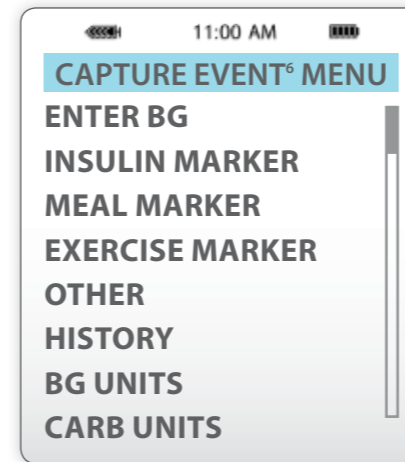 11:00 AM
CAPTURE EVENT⁶ MENU
ENTER BG
INSULIN MARKER
MEAL MARKER
EXERCISE MARKER
OTHER
HISTORY
BG UNITS
CARB UNITS